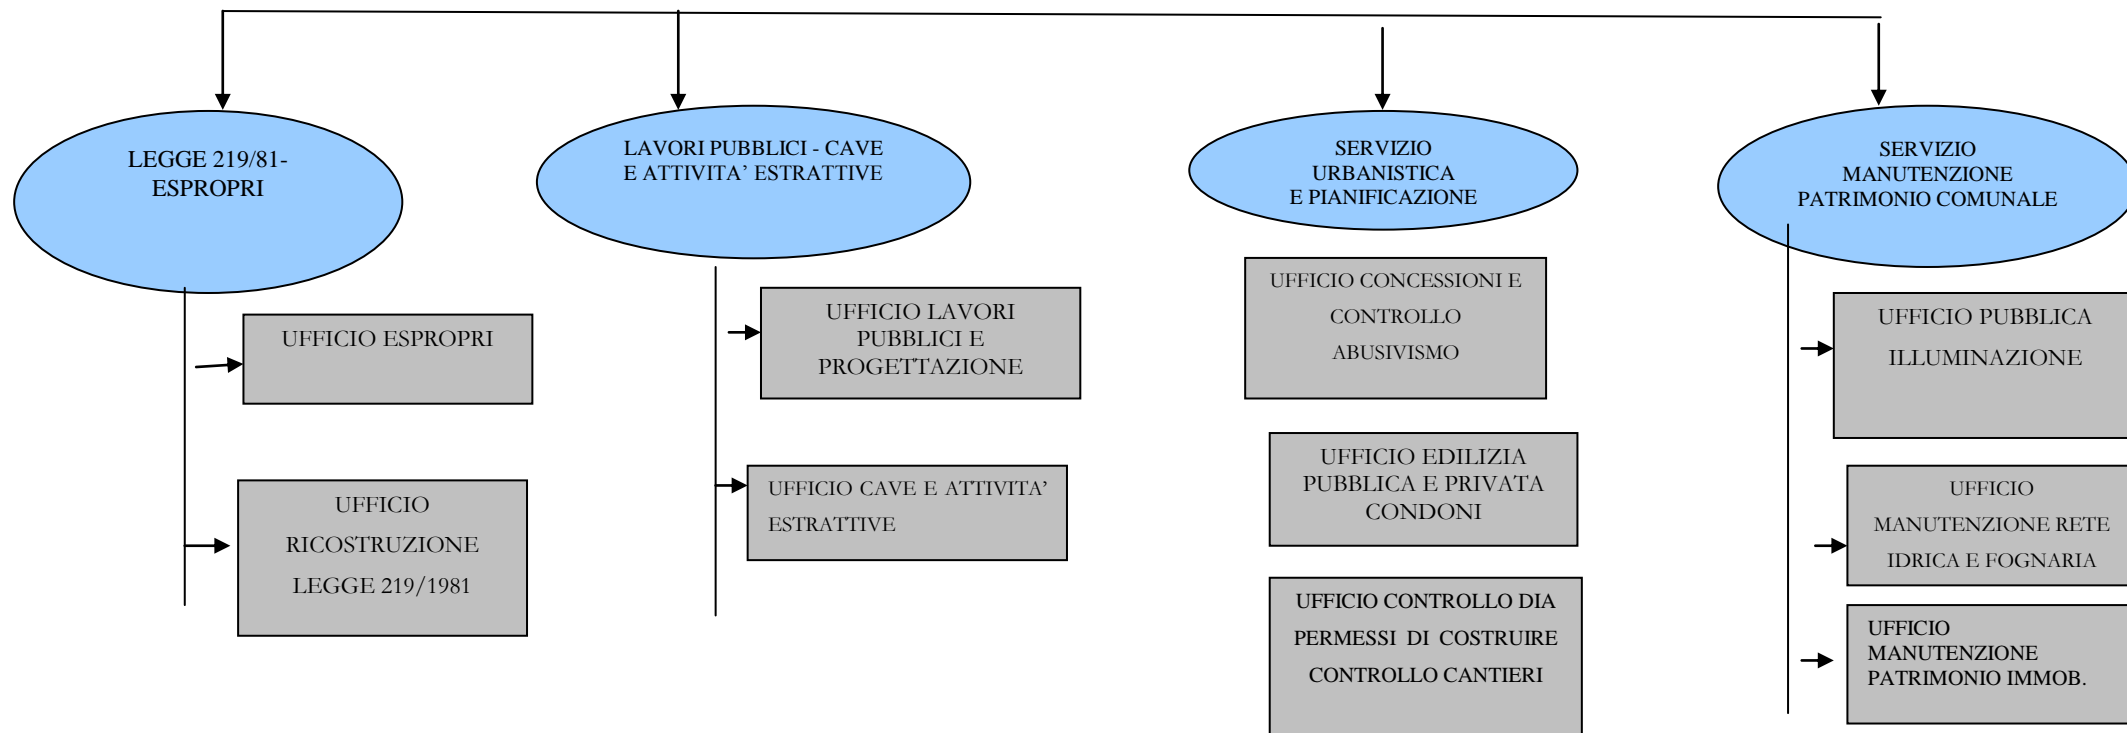 LEGGE 219/81-
ESPROPRI
LAVORI PUBBLICI - CAVE
E ATTIVITA’ ESTRATTIVE
SERVIZIO
URBANISTICA
E PIANIFICAZIONE
SERVIZIO
MANUTENZIONE
PATRIMONIO COMUNALE
UFFICIO ESPROPRI
UFFICIO
RICOSTRUZIONE
LEGGE 219/1981
UFFICIO LAVORI
PUBBLICI E
PROGETTAZIONE
UFFICIO CAVE E ATTIVITA’
ESTRATTIVE
UFFICIO CONCESSIONI E
CONTROLLO
ABUSIVISMO
UFFICIO EDILIZIA
PUBBLICA E PRIVATA
CONDONI
UFFICIO CONTROLLO DIA
PERMESSI DI COSTRUIRE
CONTROLLO CANTIERI
UFFICIO PUBBLICA
ILLUMINAZIONE
UFFICIO
MANUTENZIONE RETE
IDRICA E FOGNARIA
UFFICIO
MANUTENZIONE
PATRIMONIO IMMOB.